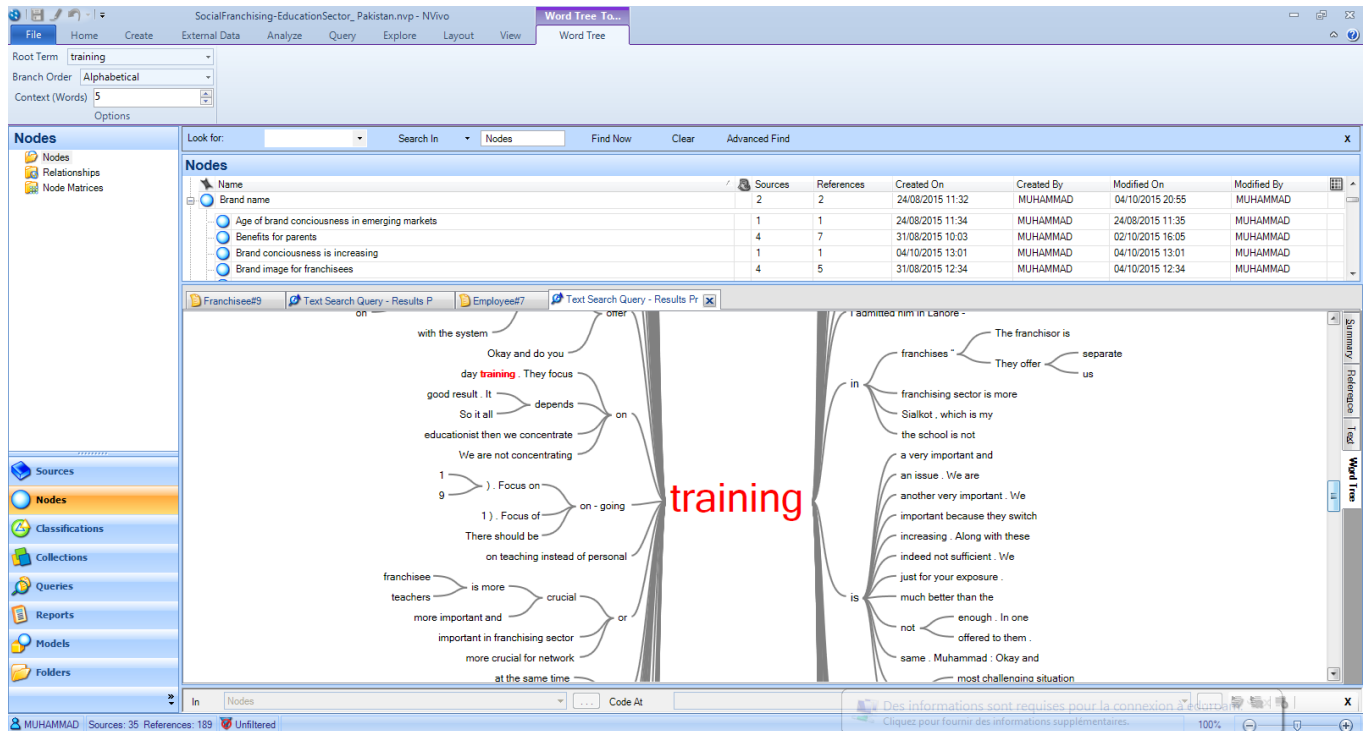 SocialFranchising-EducationSector_ Pakistan.nvp - NVivo
Word Tree To...
File Home Create External Data Analyze Query Explore Layout View Word Tree
Root Term training
Branch Order Alphabetical
Context (Words) 5
Options
Nodes
Nodes
Relationships
Node Matrices
Look for: Search In Nodes Find Now Clear Advanced Find x
Nodes
Name Sources References Created On Created By Modified On Modified By
Brand name 2 2 24/08/2015 11:32 MUHAMMAD 04/10/2015 20:55 MUHAMMAD
Age of brand conciousness in emerging markets 1 1 24/08/2015 11:34 MUHAMMAD 24/08/2015 11:35 MUHAMMAD
Benefits for parents 4 7 31/08/2015 10:03 MUHAMMAD 02/10/2015 16:05 MUHAMMAD
Brand conciousness is increasing 1 1 04/10/2015 13:01 MUHAMMAD 04/10/2015 13:01 MUHAMMAD
Brand image for franchisees 4 5 31/08/2015 12:34 MUHAMMAD 04/10/2015 12:34 MUHAMMAD
Franchisee#9 Text Search Query - Results P Employee#7 Text Search Query - Results Pr
on
offer
with the system
Okay and do you
day training . They focus
good result . It
So it all
depends
on
educationist then we concentrate
We are not concentrating
1
9
) . Focus on
1 ) . Focus of
on - going
There should be
on teaching instead of personal
franchisee
teachers
is more
crucial
more important and
or
important in franchising sector
more crucial for network
at the same time
training
I admitted him in Lahore -
The franchisor is
franchises "
They offer
separate
us
in
franchising sector is more
Sialkot , which is my
the school is not
a very important and
an issue . We are
another very important . We
important because they switch
increasing . Along with these
indeed not sufficient . We
just for your exposure .
is
much better than the
not
enough . In one
offered to them .
same . Muhammad : Okay and
most challenging situation
Summary
Reference
Text
Word Tree
Sources
Nodes
Classifications
Collections
Queries
Reports
Models
Folders
In Nodes ... Code At ... x
Des informations sont requises pour la connexion à eduroam.
Cliquez pour fournir des informations supplémentaires.
MUHAMMAD Sources: 35 References: 189 Unfiltered 100%